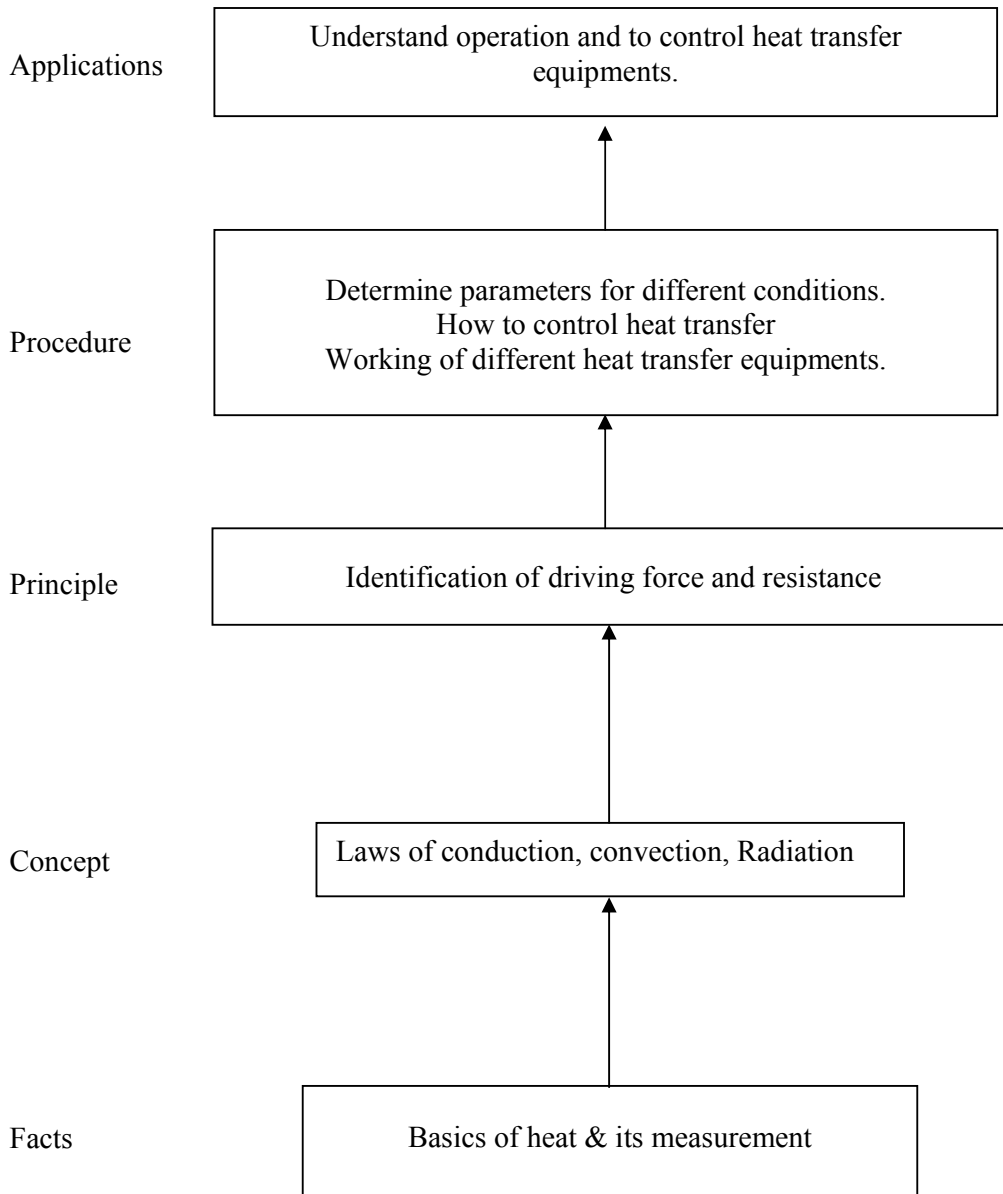 Applications
Understand operation and to control heat transfer
equipments.
Procedure
Determine parameters for different conditions.
How to control heat transfer
Working of different heat transfer equipments.
Principle
Identification of driving force and resistance
Concept
Laws of conduction, convection, Radiation
Facts
Basics of heat & its measurement